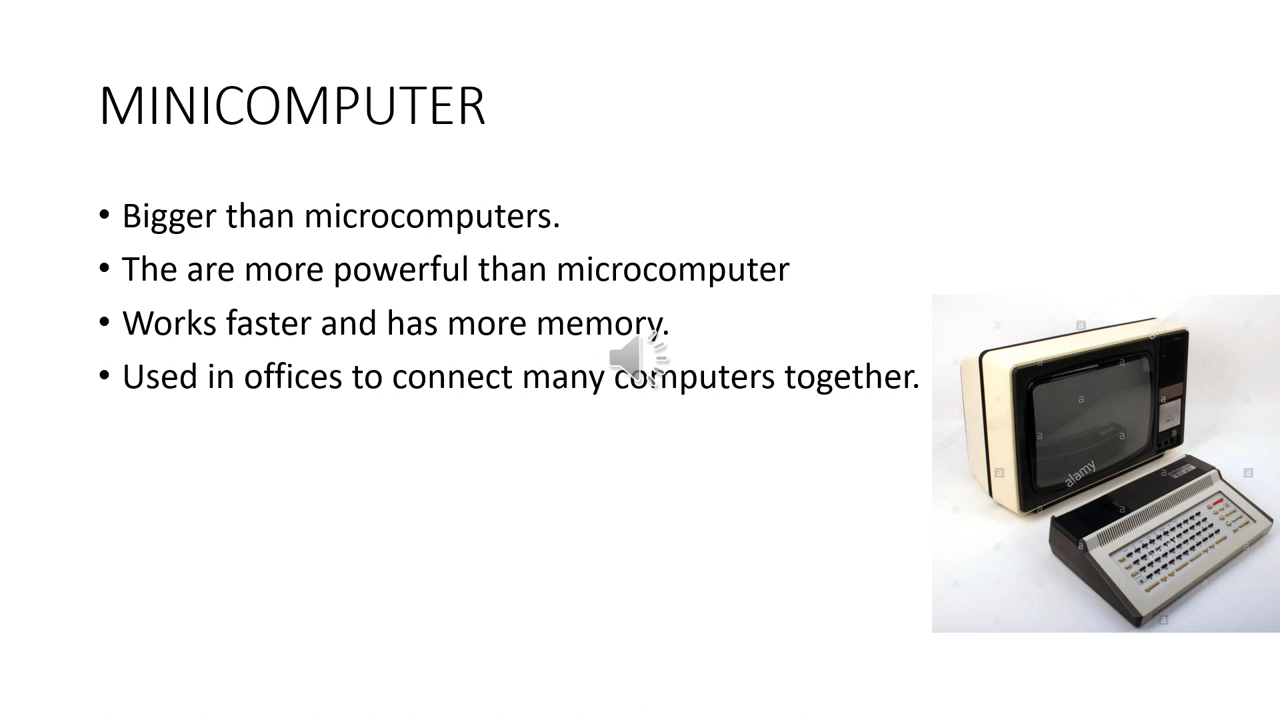 MINICOMPUTER
• Bigger than microcomputers.
• The are more powerful than microcomputer
• Works faster and has more memory.
• Used in offices to connect many computers together.
alamy